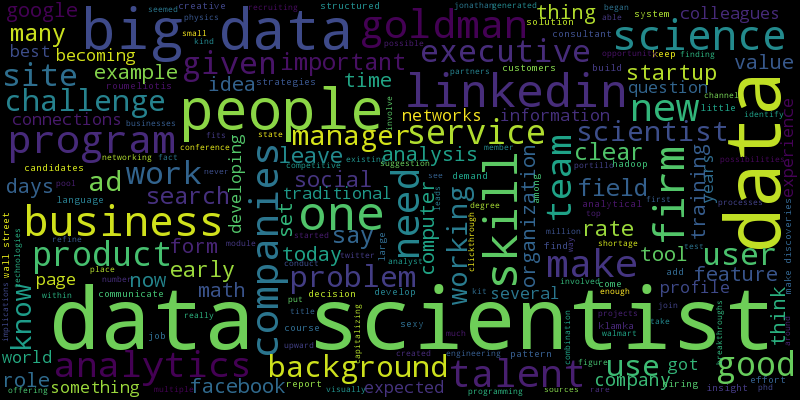 google
big data
goldman
thing
creative
physics
seemed
jonathan
generated
structured
began
able
system
colleagues
many
becoming
best
small
kind
recruiting
possible
solution
consultant
science
site
example
given
important
executive
opportunity
keep
finding
value
roumeliotis
idea
strategies
time
partners
customers
build
startup
question
challenge
people
linkedin
channel
identify
connections
businesses
involve
networks
information
new
little
program
fits
state
manager
service
scientist
data
conference
never
networking
fact
leave
analysis
member
clear
possibilities
candidates
developing
competitive
existing
suggestion
see
demand
among
portillo
hadoop
days
ad
work
social
computer
team
field
years
training
experience
pool
language
search
traditional
leads
degree
analytical
top
first
processes
business
companies
set
one
need
skill
organization
firm
rate
million
way
shortage
test
refine
module
started
say
twitter
large
working
clickthrough
find
tool
user
make discoveries
wall street
technologies
product
form
today
conduct
analyst
problem
make
involved
come
add
feature
implications
know
page
place
now
early
number
decision
develop
kit
several
enough
profile
within
communicate
math
data scientist
think
around
really
put
title
course
sexy
capitalizing
much
projects
klamka
walmart
join
take
job
upward
created
engineering
pattern
combination
breakthroughs
world
analytics
background
talent
figure
use
got
good
role
something
multiple
facebook
report
visually
expected
programming
sources
rare
company
hiring
insight
effort
phd
offering